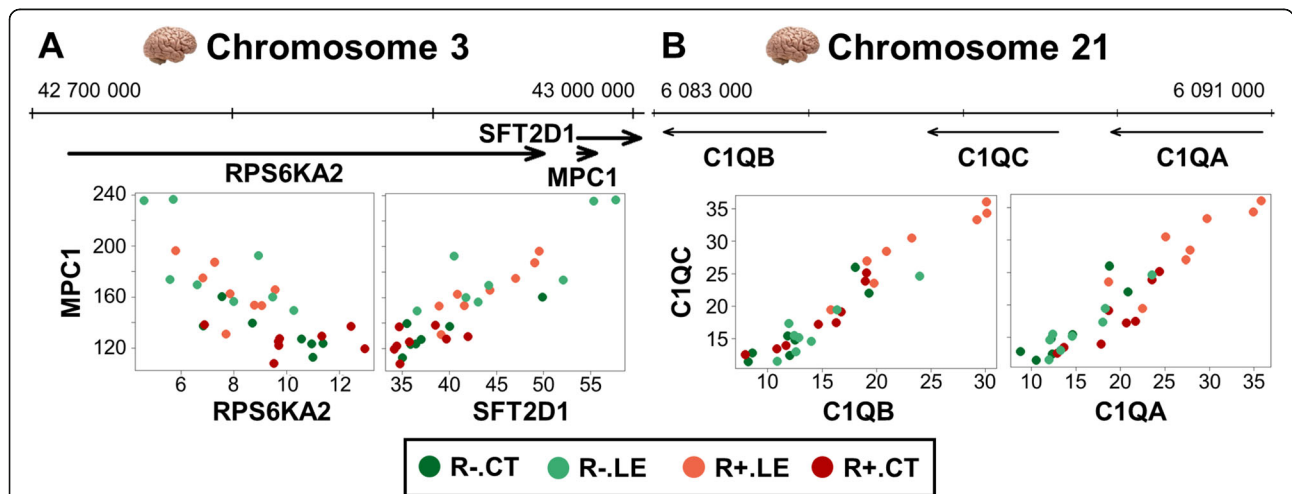 A Chromosome 3
42 700 000 43 000 000
SFT2D1
RPS6KA2 MPC1
MPC1
240
200
160
120
6 8 10 12
RPS6KA2
35 40 45 50 55
SFT2D1
B Chromosome 21
6 083 000 6 091 000
C1QB C1QC C1QA
C1QC
35
30
25
20
15
10 15 20 25 30
C1QB
10 15 20 25 30 35
C1QA
R-.CT R-.LE R+.LE R+.CT